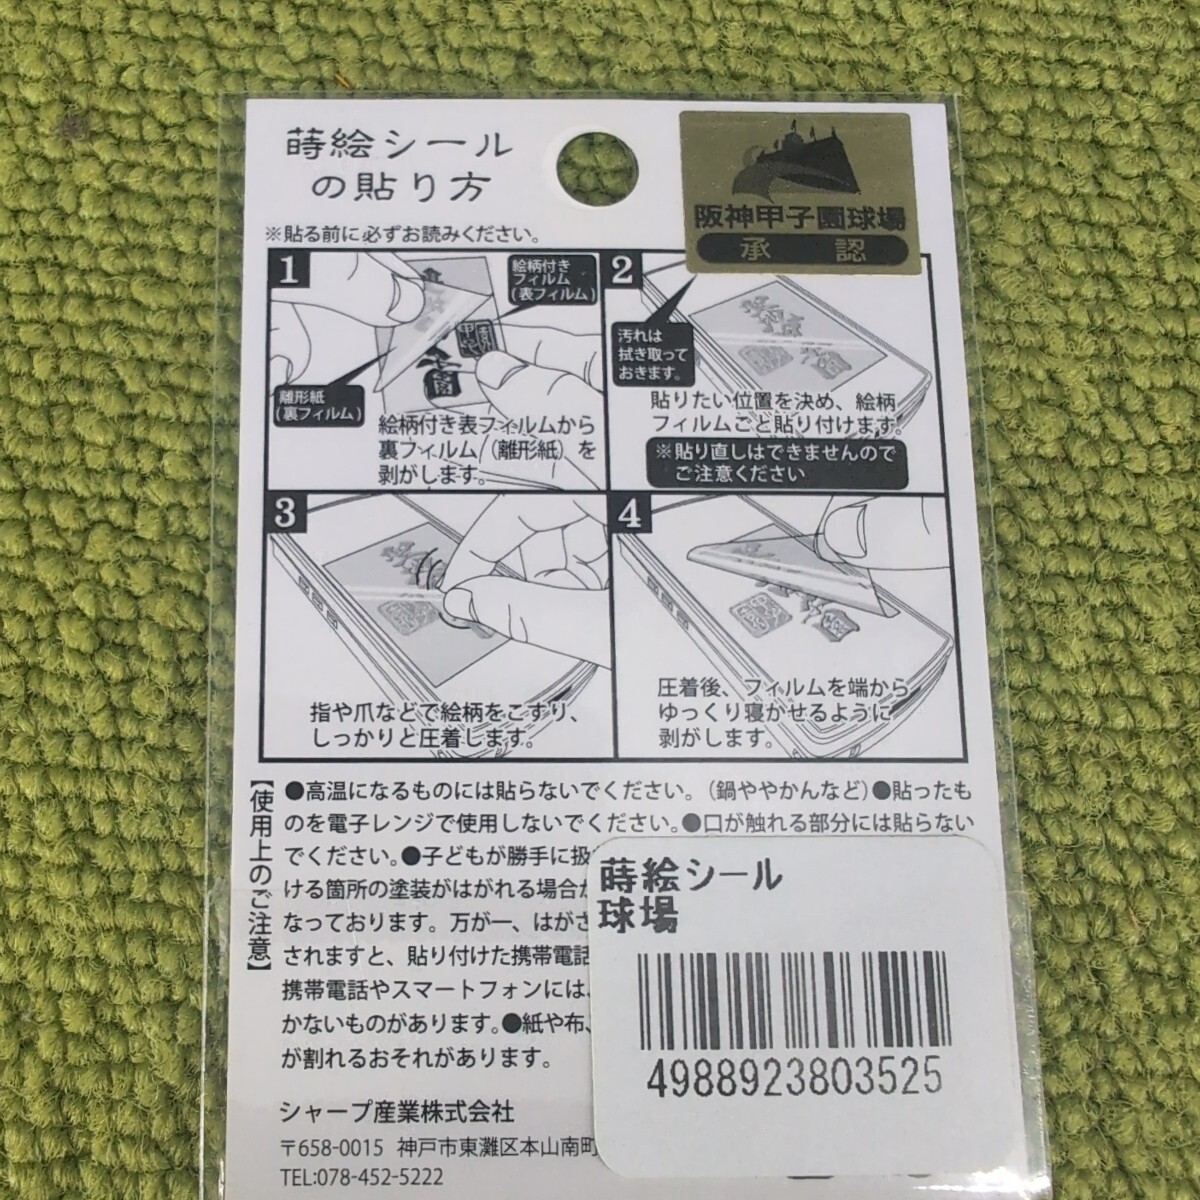 蒔絵シール
の貼り方
阪神甲子園球場
承認
※貼る前に必ずお読みください。
1
絵柄付き
フィルム
(表フィルム)
離形紙
(裏フィルム)
絵柄付き表フィルムから
裏フィルム(離形紙)を
剥がします。
2
汚れは
拭き取って
おきます。
貼りたい位置を決め、絵柄
フィルムごと貼り付けます。
※貼り直しはできませんので
ご注意ください
3
指や爪などで絵柄をこすり、
しっかりと圧着します。
4
圧着後、フィルムを端から
ゆっくり寝かせるように
剥がします。
【使用上のご注意】
●高温になるものには貼らないでください。(鍋ややかんなど)●貼ったも
のを電子レンジで使用しないでください。●口が触れる部分には貼らない
でください。●子どもが勝手に扱
ける箇所の塗装がはがれる場合が
なっております。万が一、はがさ
されますと、貼り付けた携帯電話
携帯電話やスマートフォンには、
かないものがあります。●紙や布、
が割れるおそれがあります。
シャープ産業株式会社
〒658-0015 神戸市東灘区本山南町
TEL:078-452-5222
蒔絵シール
球場
4988923803525